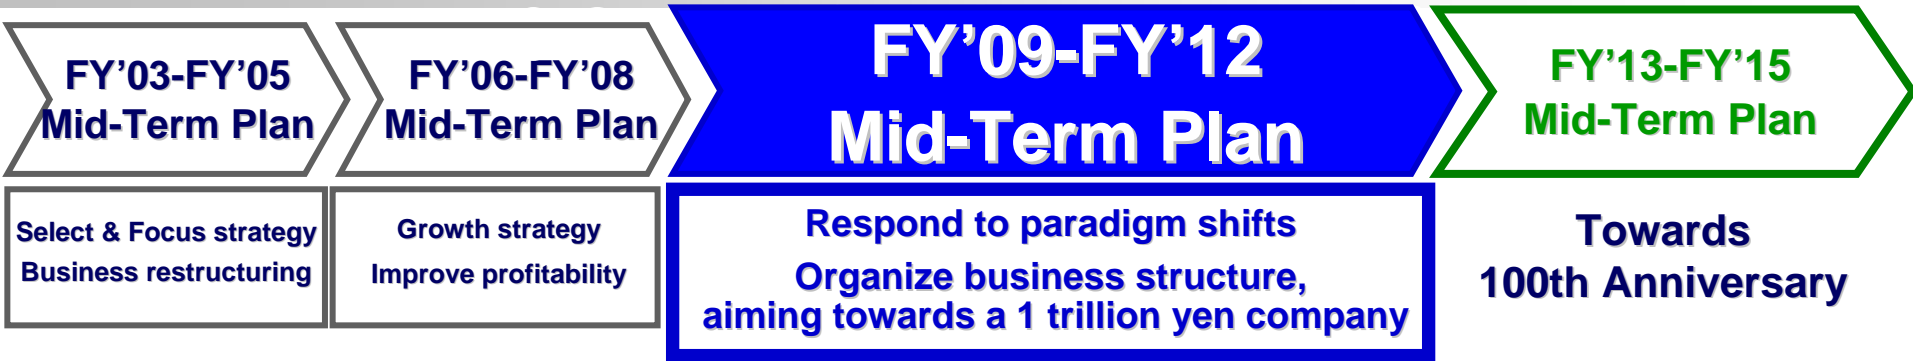 FY’03-FY’05
Mid-Term Plan
FY’06-FY’08
Mid-Term Plan
FY’09-FY’12
Mid-Term Plan
FY’13-FY’15
Mid-Term Plan
Select & Focus strategy
Business restructuring
Growth strategy
Improve profitability
Respond to paradigm shifts
Organize business structure,
aiming towards a 1 trillion yen company
Towards
100th Anniversary